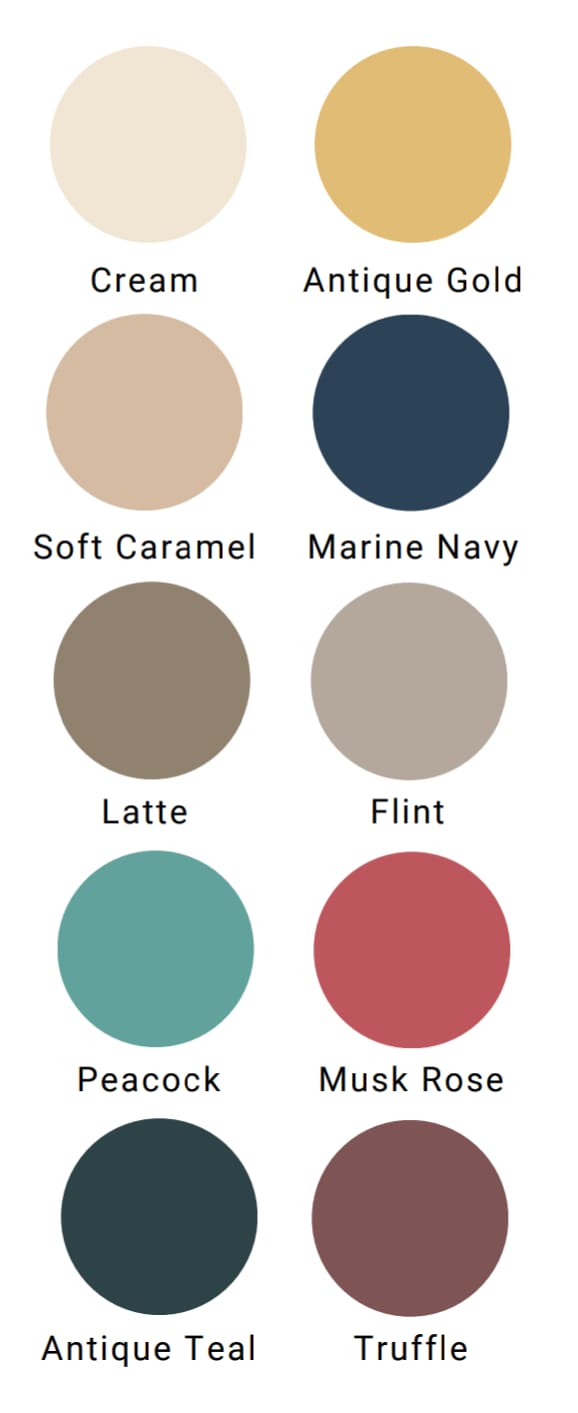 Cream
Antique Gold
Soft Caramel
Marine Navy
Latte
Flint
Peacock
Musk Rose
Antique Teal
Truffle